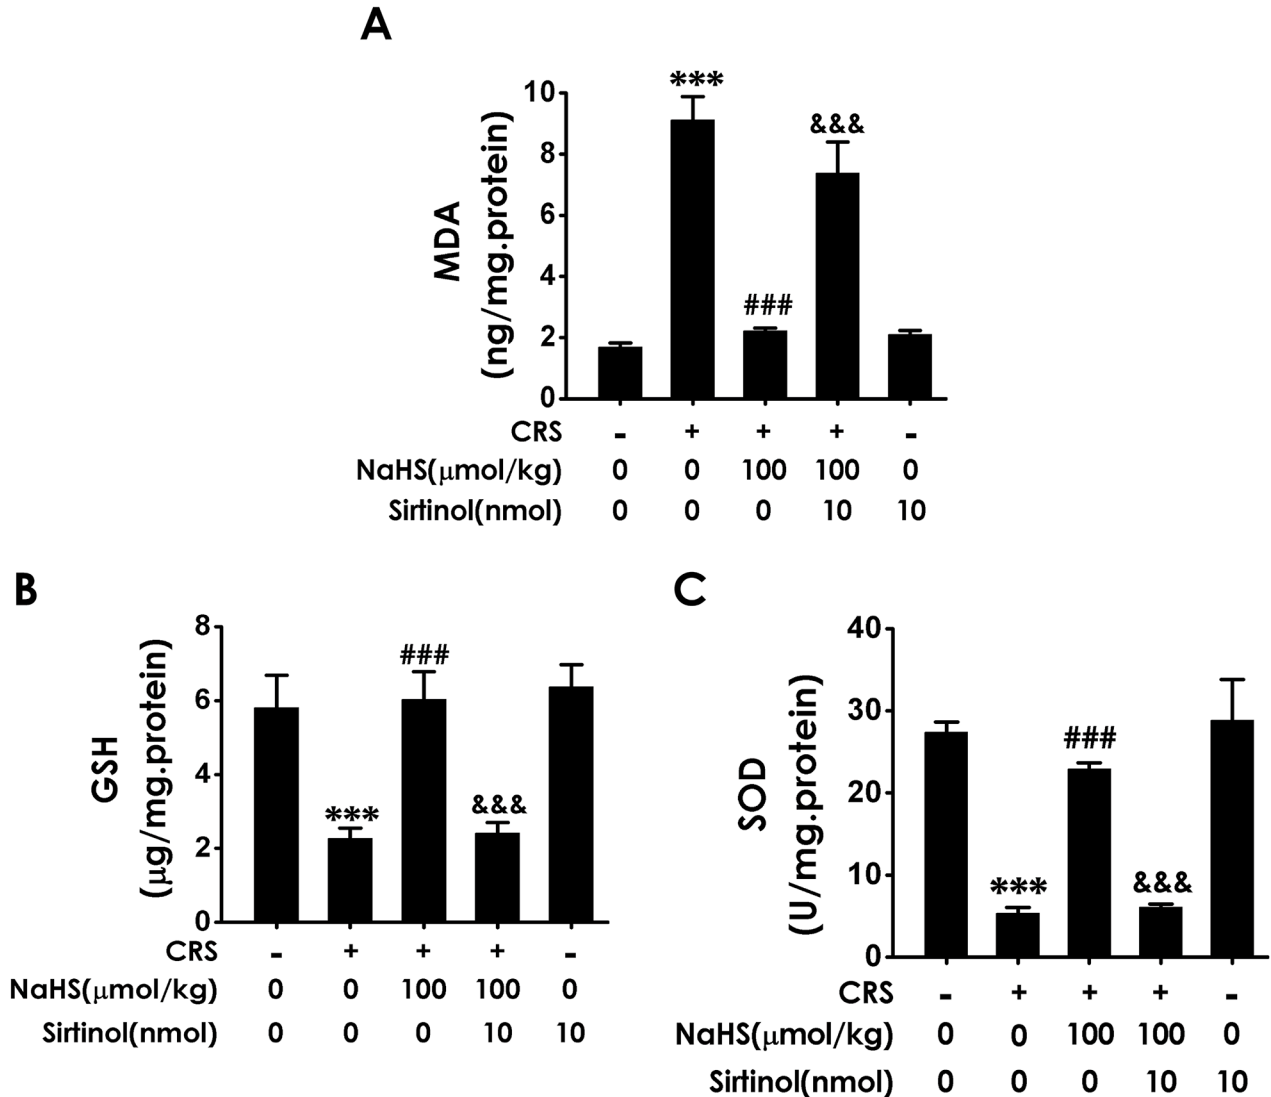 A
MDA
(ng/mg.protein)
10
8
6
4
2
0
***
###
&&&
CRS - + + + -
NaHS(μmol/kg) 0 0 100 100 0
Sirtinol(nmol) 0 0 0 10 10
B
GSH
(μg/mg.protein)
8
6
4
2
0
***
###
&&&
CRS - + + + -
NaHS(μmol/kg) 0 0 100 100 0
Sirtinol(nmol) 0 0 0 10 10
C
SOD
(U/mg.protein)
40
30
20
10
0
***
###
&&&
CRS - + + + -
NaHS(μmol/kg) 0 0 100 100 0
Sirtinol(nmol) 0 0 0 10 10